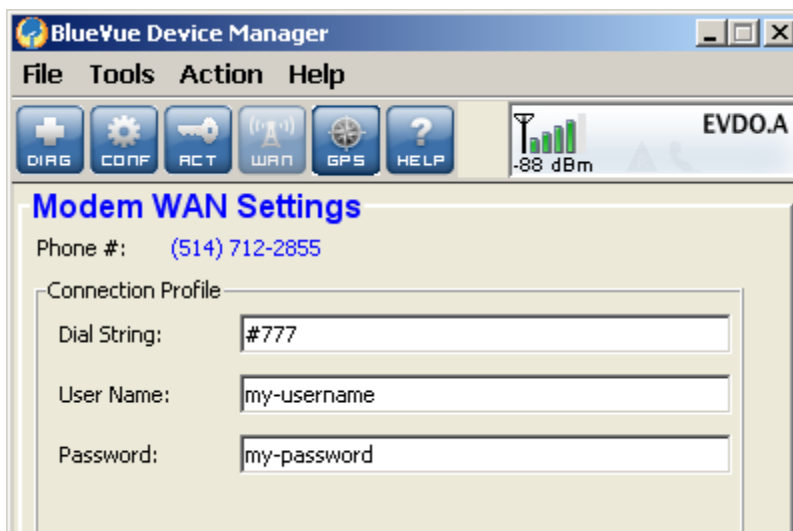 BlueVue Device Manager
File Tools Action Help
DIAG CONF ACT WAN GPS HELP
-88 dBm
EVDO.A
Modem WAN Settings
Phone #: (514) 712-2855
Connection Profile
Dial String: #777
User Name: my-username
Password: my-password